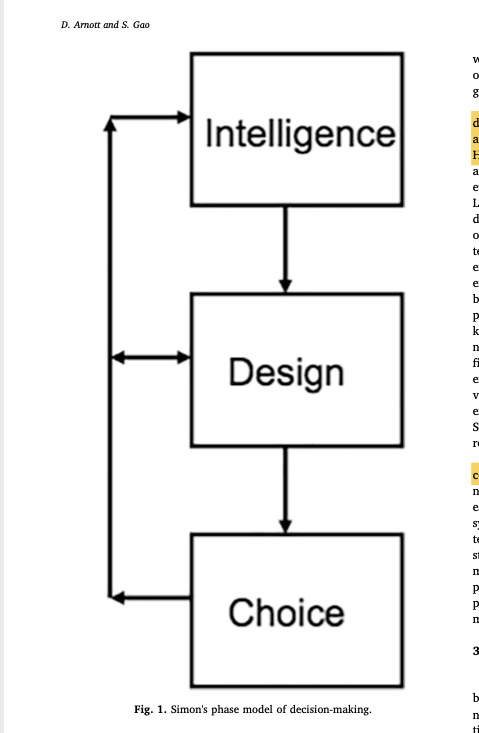 D. Arnott and S. Gao
Intelligence
Design
Choice
Fig. 1. Simon's phase model of decision-making.